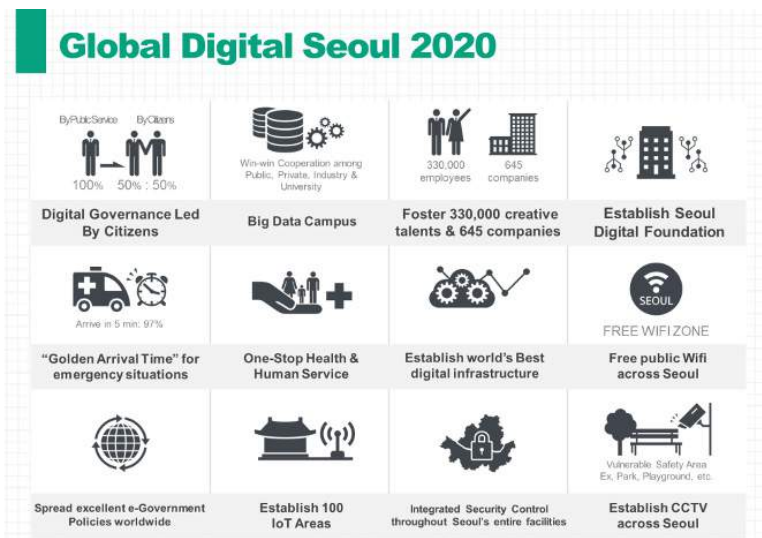 Global Digital Seoul 2020
By Public Service By Citizens
100% 50% : 50%
Digital Governance Led
By Citizens
Win-win Cooperation among
Public, Private, Industry &
University
Big Data Campus
330,000
employees
645
companies
Foster 330,000 creative
talents & 645 companies
Establish Seoul
Digital Foundation
Arrive in 5 min: 97%
“Golden Arrival Time” for
emergency situations
One-Stop Health &
Human Service
Establish world's Best
digital infrastructure
SEOUL
FREE WIFI ZONE
Free public Wifi
across Seoul
Spread excellent e-Government
Policies worldwide
Establish 100
IoT Areas
Integrated Security Control
throughout Seoul's entire facilities
Vulnerable Safety Area
Ex, Park, Playground, etc.
Establish CCTV
across Seoul